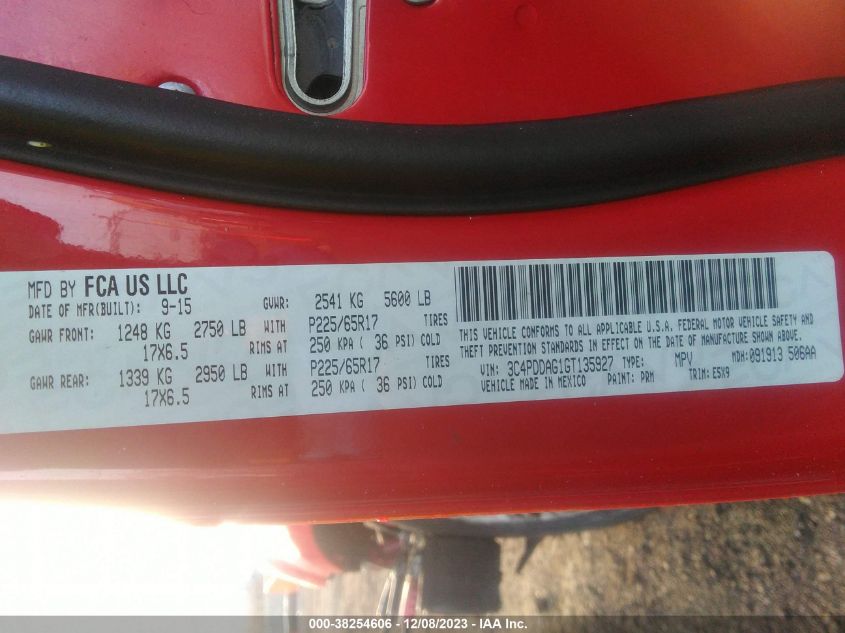 MFD BY FCA US LLC
DATE OF MFR(BUILT): 9-15 GVWR: 2541 KG 5600 LB
GAWR FRONT: 1248 KG 2750 LB WITH P225/65R17 TIRES
17X6.5 RIMS AT 250 KPA ( 36 PSI) COLD
GAWR REAR: 1339 KG 2950 LB WITH P225/65R17 TIRES
17X6.5 RIMS AT 250 KPA ( 36 PSI) COLD
THIS VEHICLE CONFORMS TO ALL APPLICABLE U.S.A. FEDERAL MOTOR VEHICLE SAFETY AND
THEFT PREVENTION STANDARDS IN EFFECT ON THE DATE OF MANUFACTURE SHOWN ABOVE.
VIN: 3C4PDDAG1GT135927 TYPE: MPV MDH: 091913 506AA
VEHICLE MADE IN MEXICO PAINT: PRM TRIM: E5X9
000-38254606 - 12/08/2023 - IAA Inc.